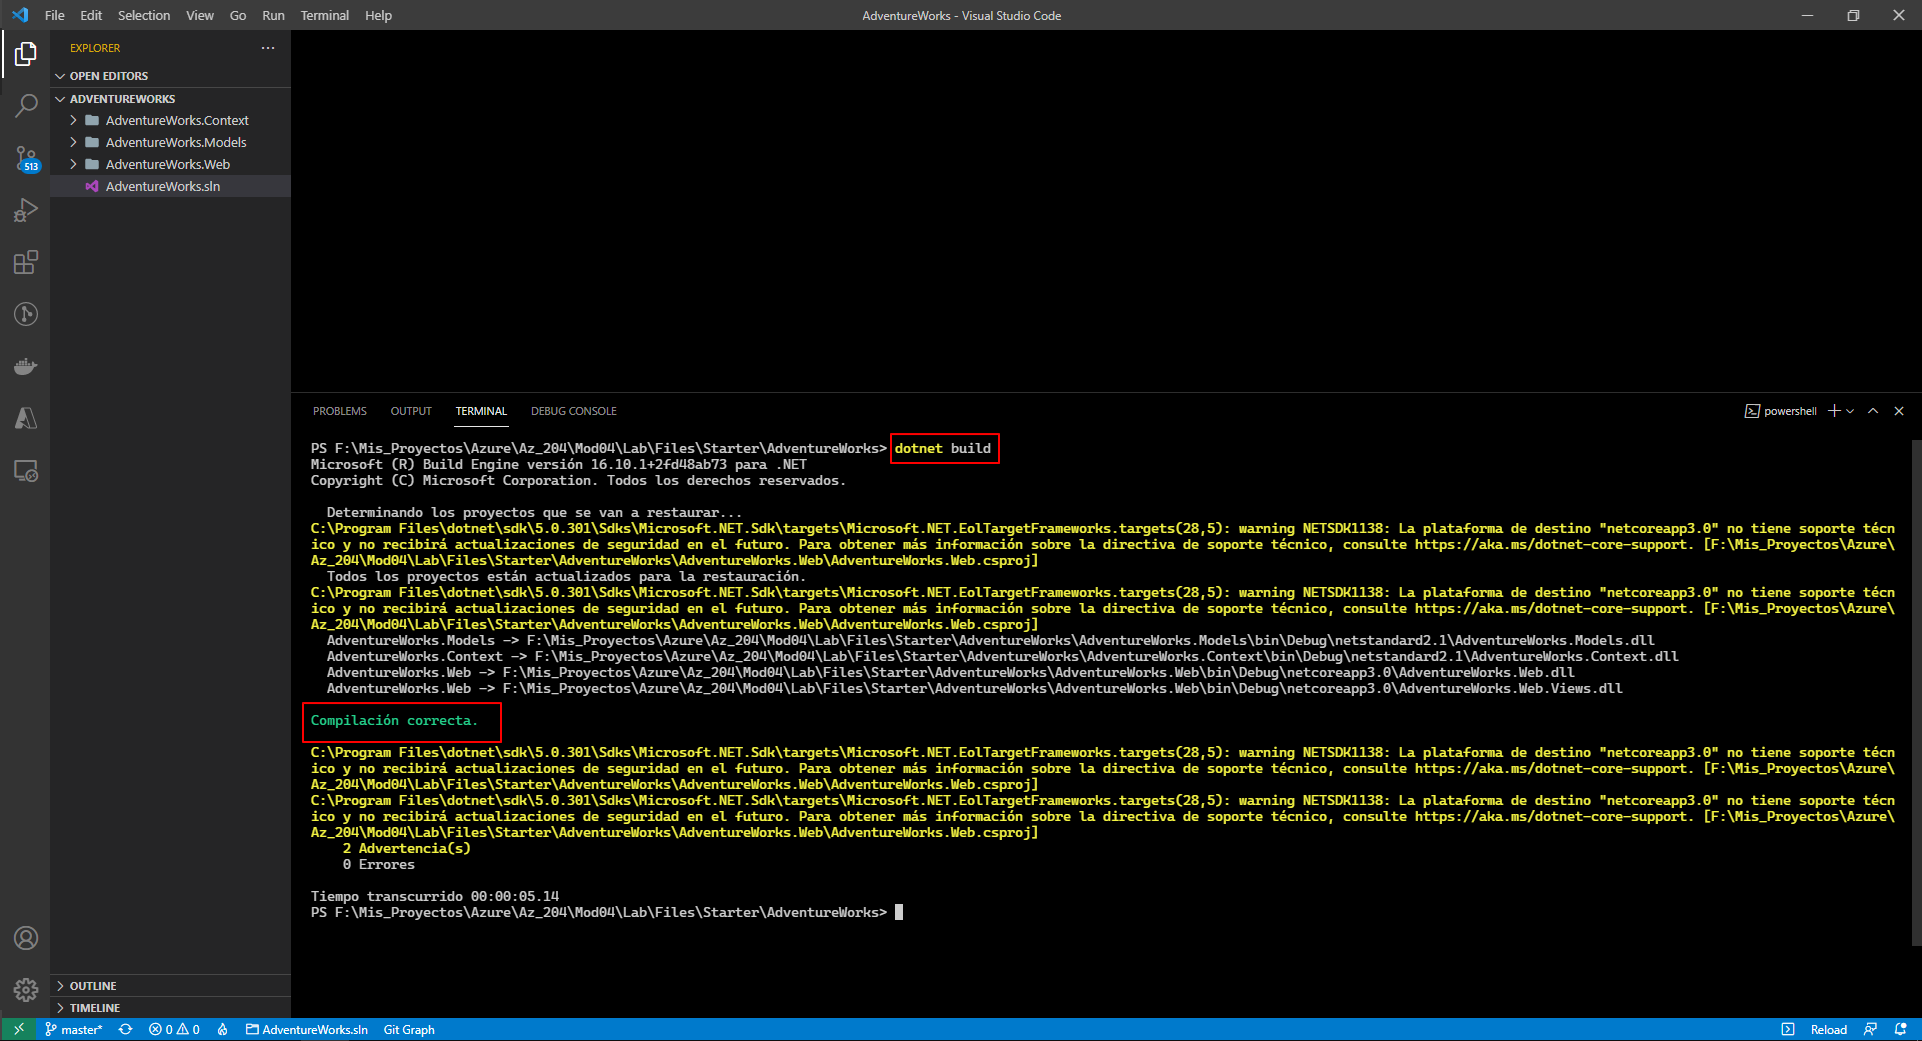 File Edit Selection View Go Run Terminal Help
AdventureWorks - Visual Studio Code
EXPLORER
OPEN EDITORS
ADVENTUREWORKS
AdventureWorks.Context
AdventureWorks.Models
AdventureWorks.Web
AdventureWorks.sln
513
OUTLINE
TIMELINE
PROBLEMS OUTPUT TERMINAL DEBUG CONSOLE
powershell
PS F:\Mis_Proyectos\Azure\Az_204\Mod04\Lab\Files\Starter\AdventureWorks> dotnet build
Microsoft (R) Build Engine versión 16.10.1+2fd48ab73 para .NET
Copyright (C) Microsoft Corporation. Todos los derechos reservados.
Determinando los proyectos que se van a restaurar...
C:\Program Files\dotnet\sdk\5.0.301\Sdks\Microsoft.NET.Sdk\targets\Microsoft.NET.EolTargetFrameworks.targets(28,5): warning NETSDK1138: La plataforma de destino "netcoreapp3.0" no tiene soporte técn
ico y no recibirá actualizaciones de seguridad en el futuro. Para obtener más información sobre la directiva de soporte técnico, consulte https://aka.ms/dotnet-core-support. [F:\Mis_Proyectos\Azure\
Az_204\Mod04\Lab\Files\Starter\AdventureWorks\AdventureWorks.Web\AdventureWorks.Web.csproj]
Todos los proyectos están actualizados para la restauración.
C:\Program Files\dotnet\sdk\5.0.301\Sdks\Microsoft.NET.Sdk\targets\Microsoft.NET.EolTargetFrameworks.targets(28,5): warning NETSDK1138: La plataforma de destino "netcoreapp3.0" no tiene soporte técn
ico y no recibirá actualizaciones de seguridad en el futuro. Para obtener más información sobre la directiva de soporte técnico, consulte https://aka.ms/dotnet-core-support. [F:\Mis_Proyectos\Azure\
Az_204\Mod04\Lab\Files\Starter\AdventureWorks\AdventureWorks.Web\AdventureWorks.Web.csproj]
AdventureWorks.Models -> F:\Mis_Proyectos\Azure\Az_204\Mod04\Lab\Files\Starter\AdventureWorks\AdventureWorks.Models\bin\Debug\netstandard2.1\AdventureWorks.Models.dll
AdventureWorks.Context -> F:\Mis_Proyectos\Azure\Az_204\Mod04\Lab\Files\Starter\AdventureWorks\AdventureWorks.Context\bin\Debug\netstandard2.1\AdventureWorks.Context.dll
AdventureWorks.Web -> F:\Mis_Proyectos\Azure\Az_204\Mod04\Lab\Files\Starter\AdventureWorks\AdventureWorks.Web\bin\Debug\netcoreapp3.0\AdventureWorks.Web.dll
AdventureWorks.Web -> F:\Mis_Proyectos\Azure\Az_204\Mod04\Lab\Files\Starter\AdventureWorks\AdventureWorks.Web\bin\Debug\netcoreapp3.0\AdventureWorks.Web.Views.dll
Compilación correcta.
C:\Program Files\dotnet\sdk\5.0.301\Sdks\Microsoft.NET.Sdk\targets\Microsoft.NET.EolTargetFrameworks.targets(28,5): warning NETSDK1138: La plataforma de destino "netcoreapp3.0" no tiene soporte técn
ico y no recibirá actualizaciones de seguridad en el futuro. Para obtener más información sobre la directiva de soporte técnico, consulte https://aka.ms/dotnet-core-support. [F:\Mis_Proyectos\Azure\
Az_204\Mod04\Lab\Files\Starter\AdventureWorks\AdventureWorks.Web\AdventureWorks.Web.csproj]
C:\Program Files\dotnet\sdk\5.0.301\Sdks\Microsoft.NET.Sdk\targets\Microsoft.NET.EolTargetFrameworks.targets(28,5): warning NETSDK1138: La plataforma de destino "netcoreapp3.0" no tiene soporte técn
ico y no recibirá actualizaciones de seguridad en el futuro. Para obtener más información sobre la directiva de soporte técnico, consulte https://aka.ms/dotnet-core-support. [F:\Mis_Proyectos\Azure\
Az_204\Mod04\Lab\Files\Starter\AdventureWorks\AdventureWorks.Web\AdventureWorks.Web.csproj]
2 Advertencia(s)
0 Errores
Tiempo transcurrido 00:00:05.14
PS F:\Mis_Proyectos\Azure\Az_204\Mod04\Lab\Files\Starter\AdventureWorks>
master* 0 0 AdventureWorks.sln Git Graph
Reload